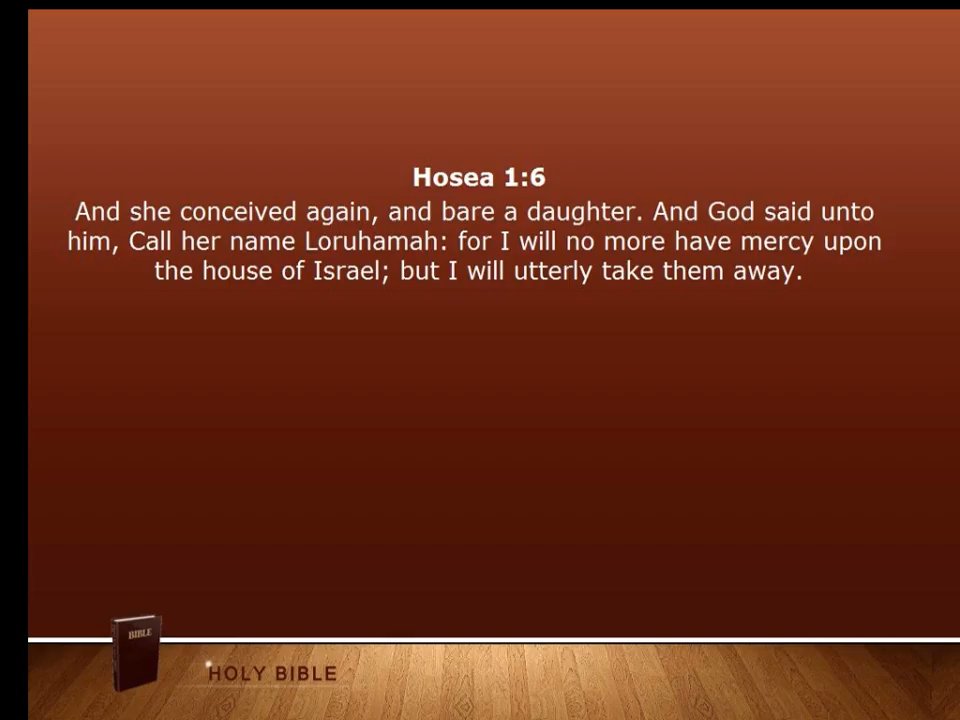 Hosea 1:6
And she conceived again, and bare a daughter. And God said unto
him, Call her name Loruhamah: for I will no more have mercy upon
the house of Israel; but I will utterly take them away.
BIBLE
HOLY BIBLE